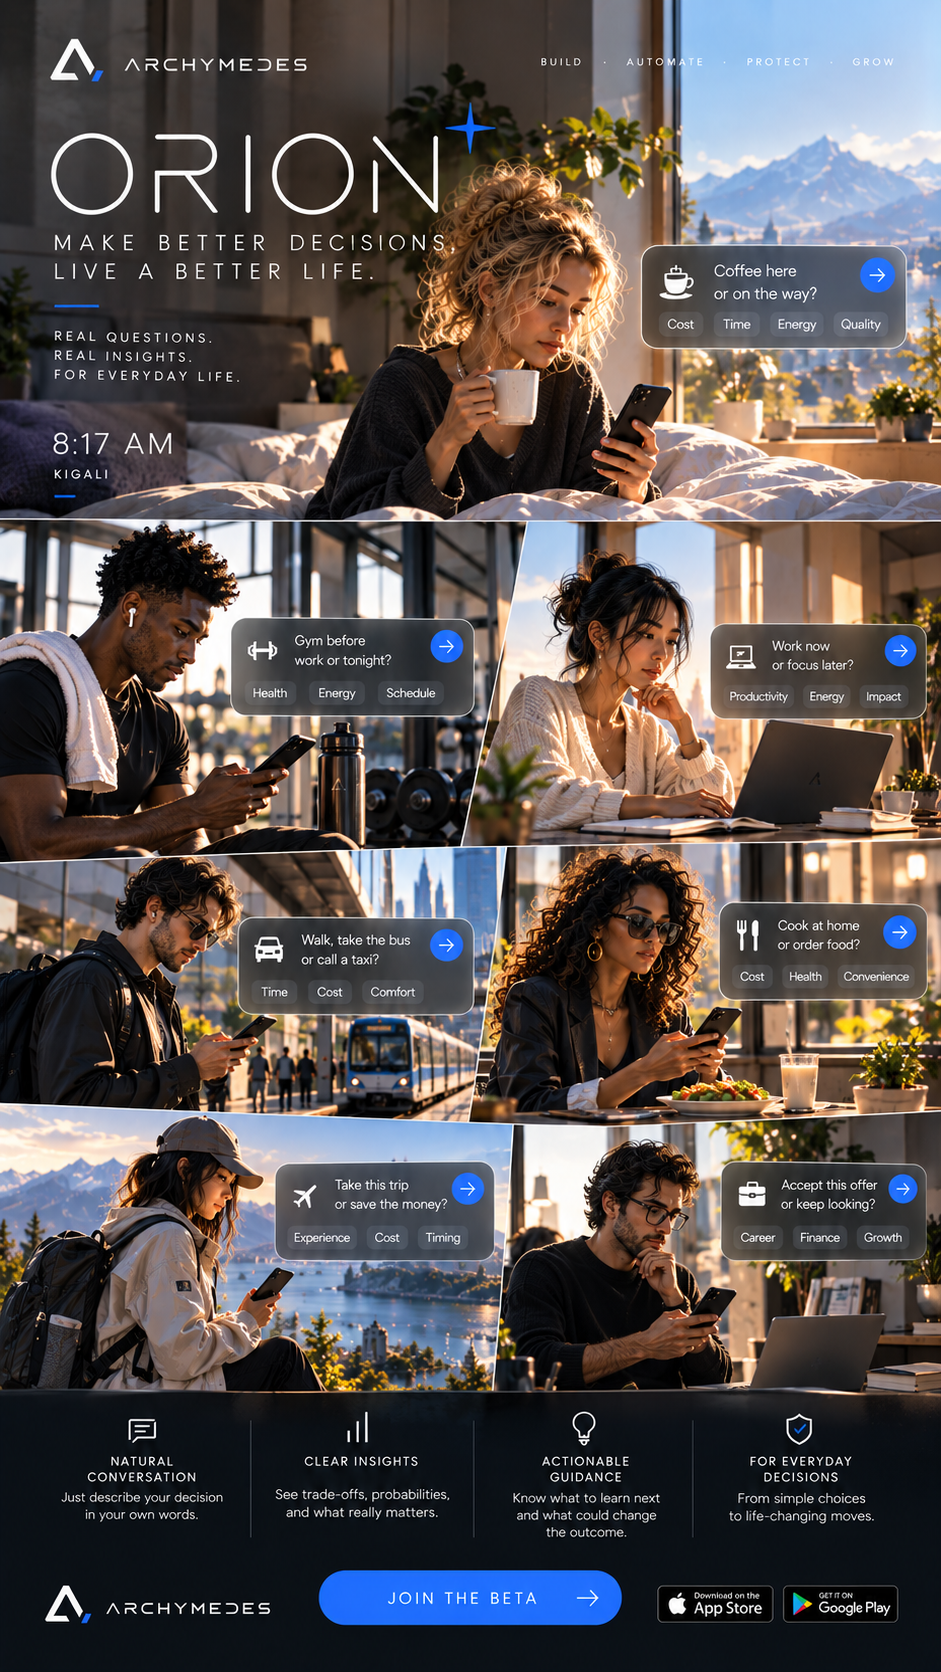 ARCHYMEDES
BUILD · AUTOMATE · PROTECT · GROW
ORION
MAKE BETTER DECISIONS,
LIVE A BETTER LIFE.
REAL QUESTIONS.
REAL INSIGHTS.
FOR EVERYDAY LIFE.
8:17 AM
KIGALI
Coffee here
or on the way?
Cost Time Energy Quality
Gym before
work or tonight?
Health Energy Schedule
Work now
or focus later?
Productivity Energy Impact
Walk, take the bus
or call a taxi?
Time Cost Comfort
Cook at home
or order food?
Cost Health Convenience
Take this trip
or save the money?
Experience Cost Timing
Accept this offer
or keep looking?
Career Finance Growth
NATURAL
CONVERSATION
Just describe your decision
in your own words.
CLEAR INSIGHTS
See trade-offs, probabilities,
and what really matters.
ACTIONABLE
GUIDANCE
Know what to learn next
and what could change
the outcome.
FOR EVERYDAY
DECISIONS
From simple choices
to life-changing moves.
ARCHYMEDES
JOIN THE BETA
Download on the
App Store
GET IT ON
Google Play